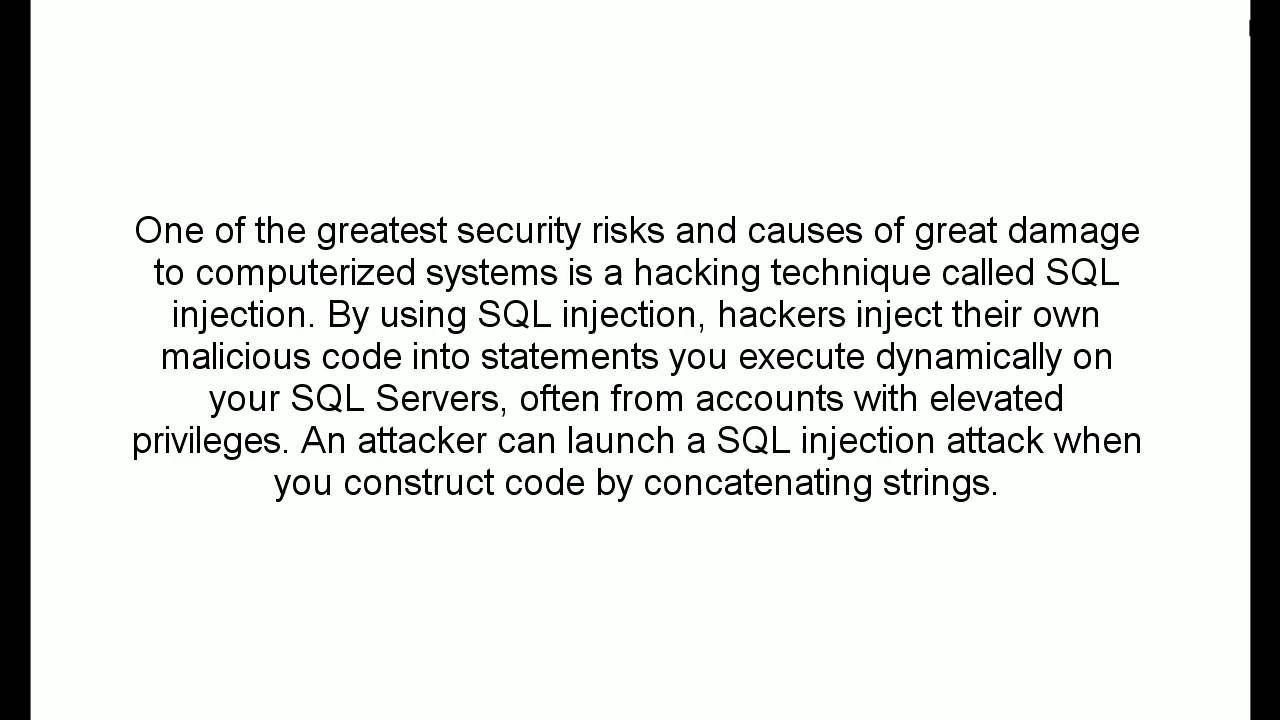 One of the greatest security risks and causes of great damage
to computerized systems is a hacking technique called SQL
injection. By using SQL injection, hackers inject their own
malicious code into statements you execute dynamically on
your SQL Servers, often from accounts with elevated
privileges. An attacker can launch a SQL injection attack when
you construct code by concatenating strings.